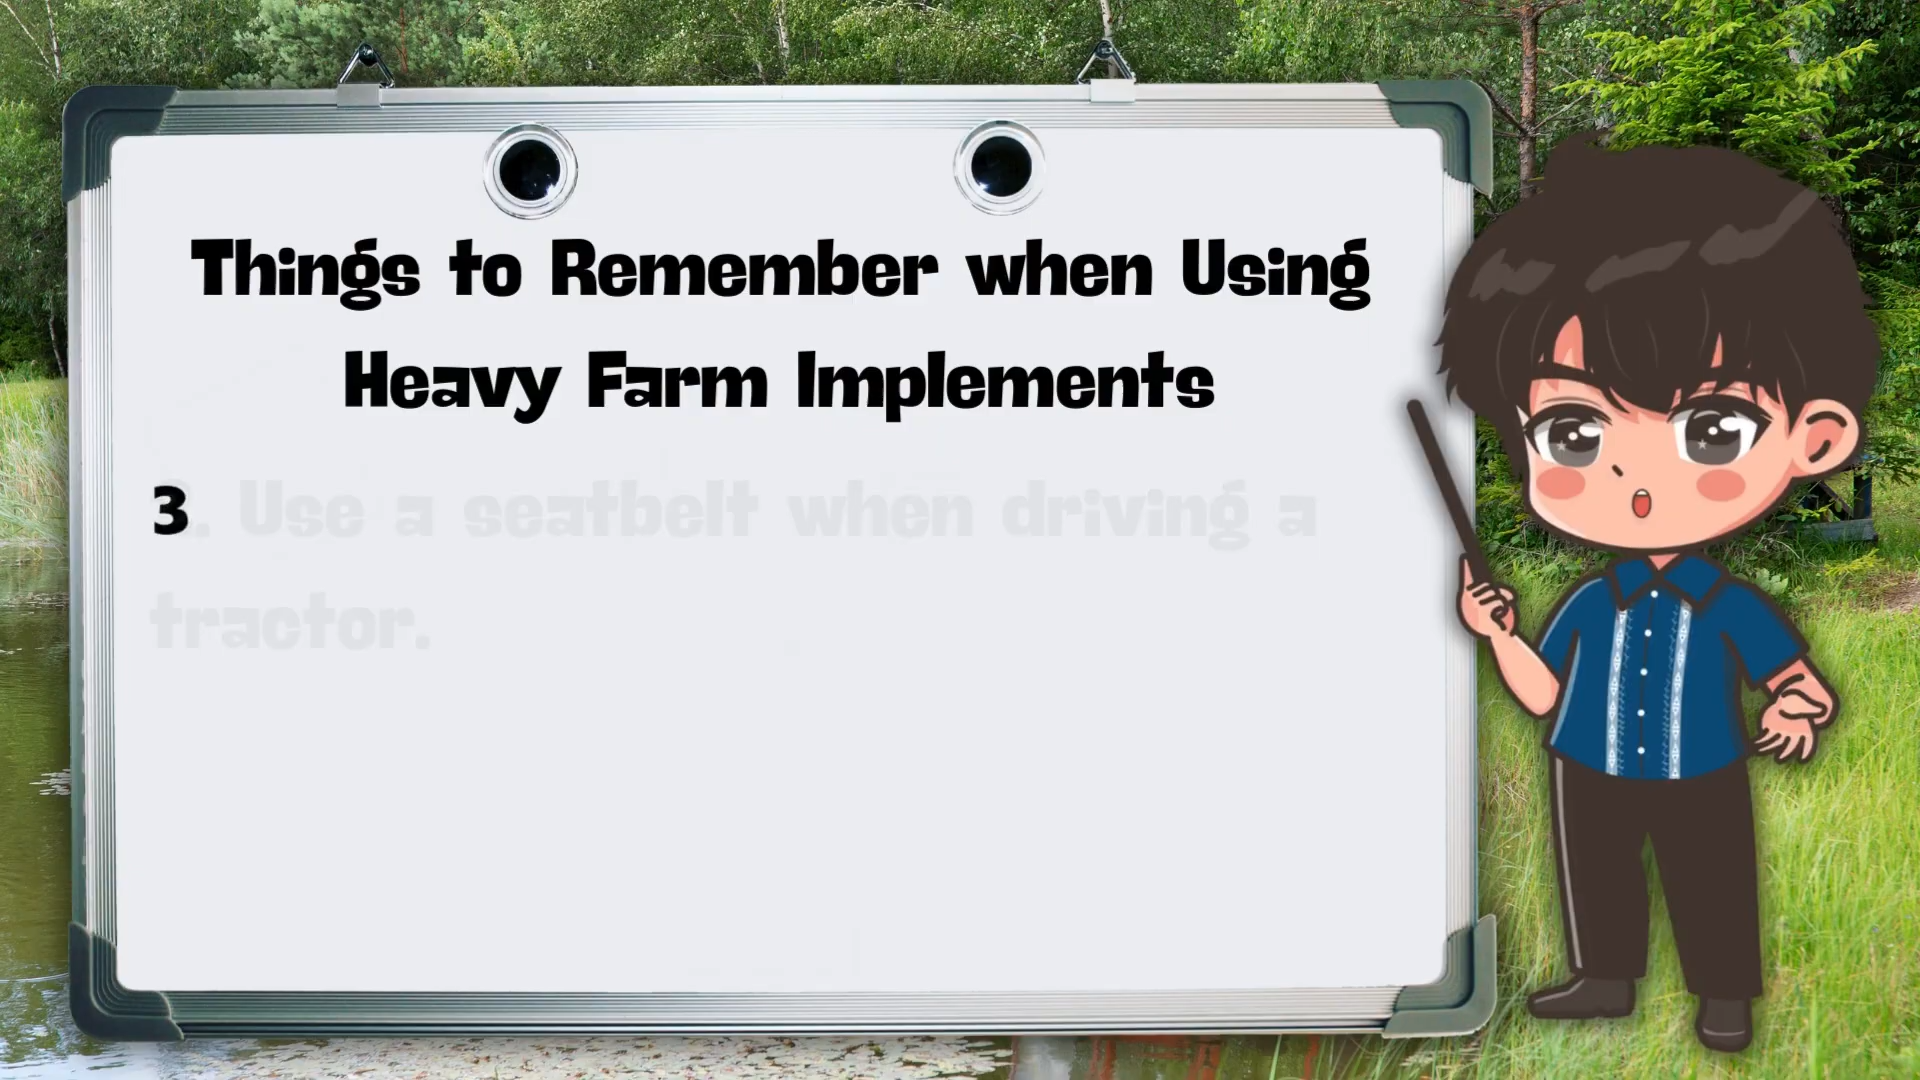 Things to Remember when Using
Heavy Farm Implements
3. Use a seatbelt when driving a
tractor.